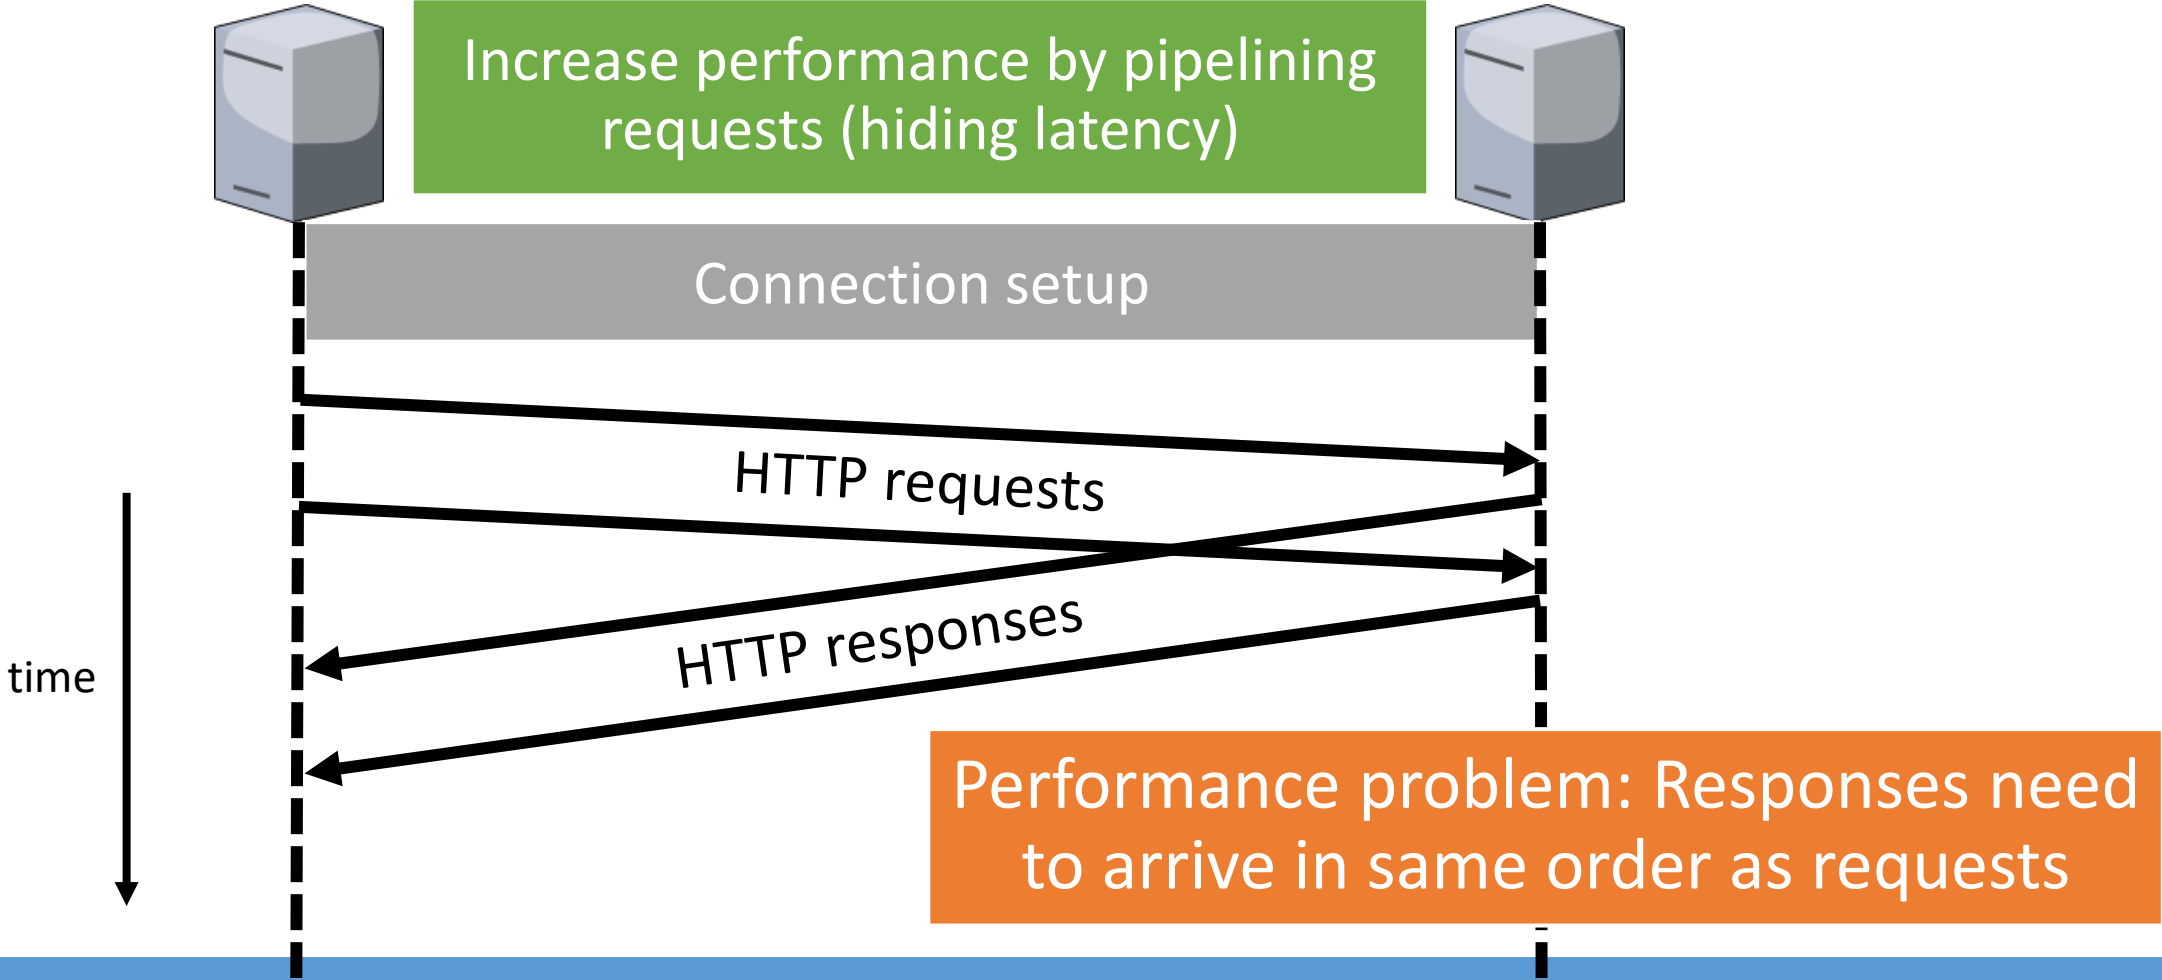 Increase performance by pipelining
requests (hiding latency)
Connection setup
HTTP requests
HTTP responses
time
Performance problem: Responses need
to arrive in same order as requests